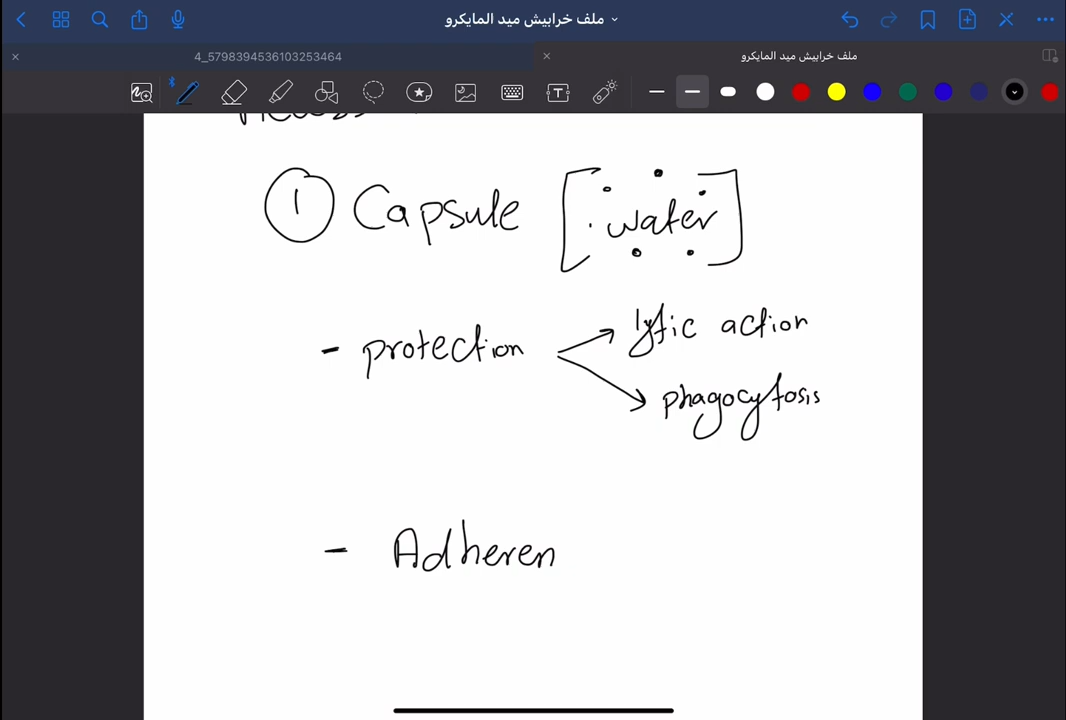 ملف خرابيش ميد المايكرو
4_5798394536103253464
ملف خرابيش ميد المايكرو
1 Capsule [water]
- protection → lytic action
→ phagocytosis
- Adheren